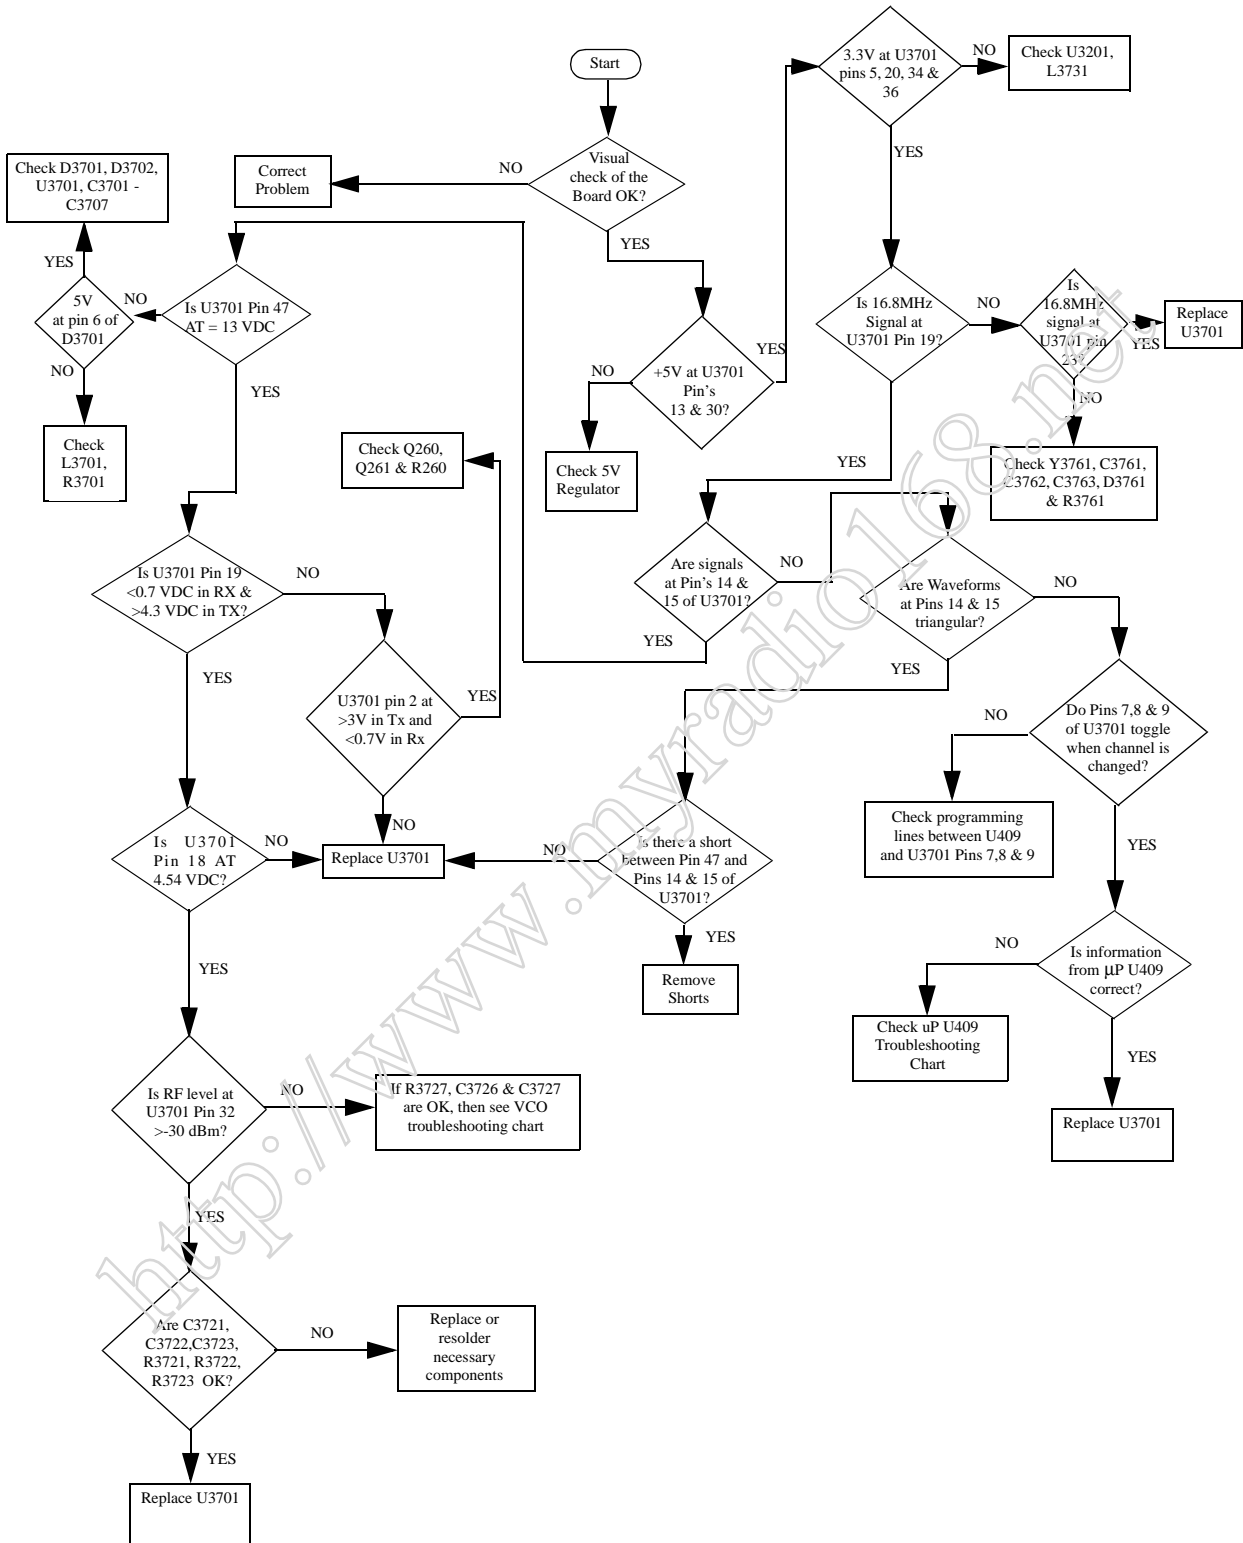 Start
3.3V at U3701
pins 5, 20, 34 &
36
NO
Check U3201,
L3731
YES
Visual
check of the
Board OK?
NO
Correct
Problem
YES
Check D3701, D3702,
U3701, C3701 -
C3707
YES
5V
at pin 6 of
D3701
NO
NO
Check
L3701,
R3701
Is U3701 Pin 47
AT = 13 VDC
YES
+5V at U3701
Pin's
13 & 30?
YES
NO
Check 5V
Regulator
Is 16.8MHz
Signal at
U3701 Pin 19?
NO
YES
Is
16.8MHz
signal at
U3701 pin
23?
YES
Replace
U3701
NO
Check Y3761, C3761,
C3762, C3763, D3761
& R3761
Check Q260,
Q261 & R260
Is U3701 Pin 19
<0.7 VDC in RX &
>4.3 VDC in TX?
NO
YES
U3701 pin 2 at
>3V in Tx and
<0.7V in Rx
YES
NO
Are signals
at Pin's 14 &
15 of U3701?
NO
YES
Are Waveforms
at Pins 14 & 15
triangular?
NO
YES
Do Pins 7,8 & 9
of U3701 toggle
when channel is
changed?
NO
YES
Check programming
lines between U409
and U3701 Pins 7,8 & 9
Is U3701
Pin 18 AT
4.54 VDC?
NO
YES
Replace U3701
Is there a short
between Pin 47 and
Pins 14 & 15 of
U3701?
NO
YES
Remove
Shorts
Is information
from µP U409
correct?
NO
YES
Check uP U409
Troubleshooting
Chart
Replace U3701
Is RF level at
U3701 Pin 32
>-30 dBm?
NO
YES
If R3727, C3726 & C3727
are OK, then see VCO
troubleshooting chart
Are C3721,
C3722,C3723,
R3721, R3722,
R3723 OK?
NO
YES
Replace or
resolder
necessary
components
Replace U3701
http://www.myradio168.net